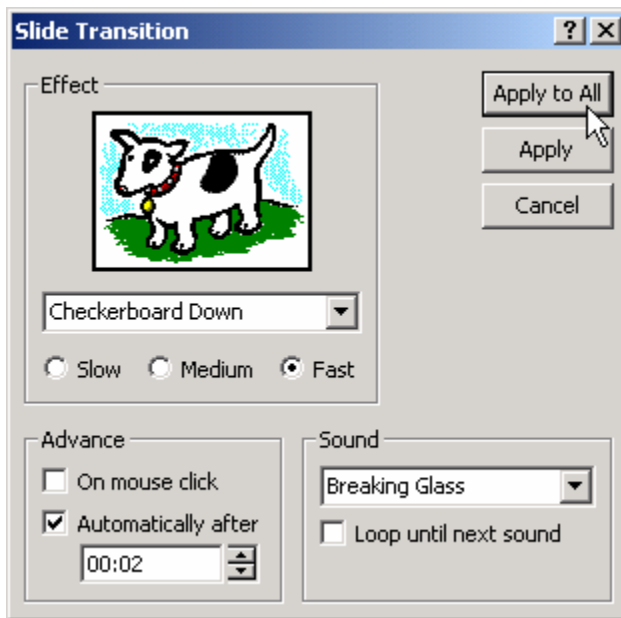 Slide Transition
Effect
Apply to All
Apply
Cancel
Checkerboard Down
Slow Medium Fast
Advance
On mouse click
Automatically after
00:02
Sound
Breaking Glass
Loop until next sound